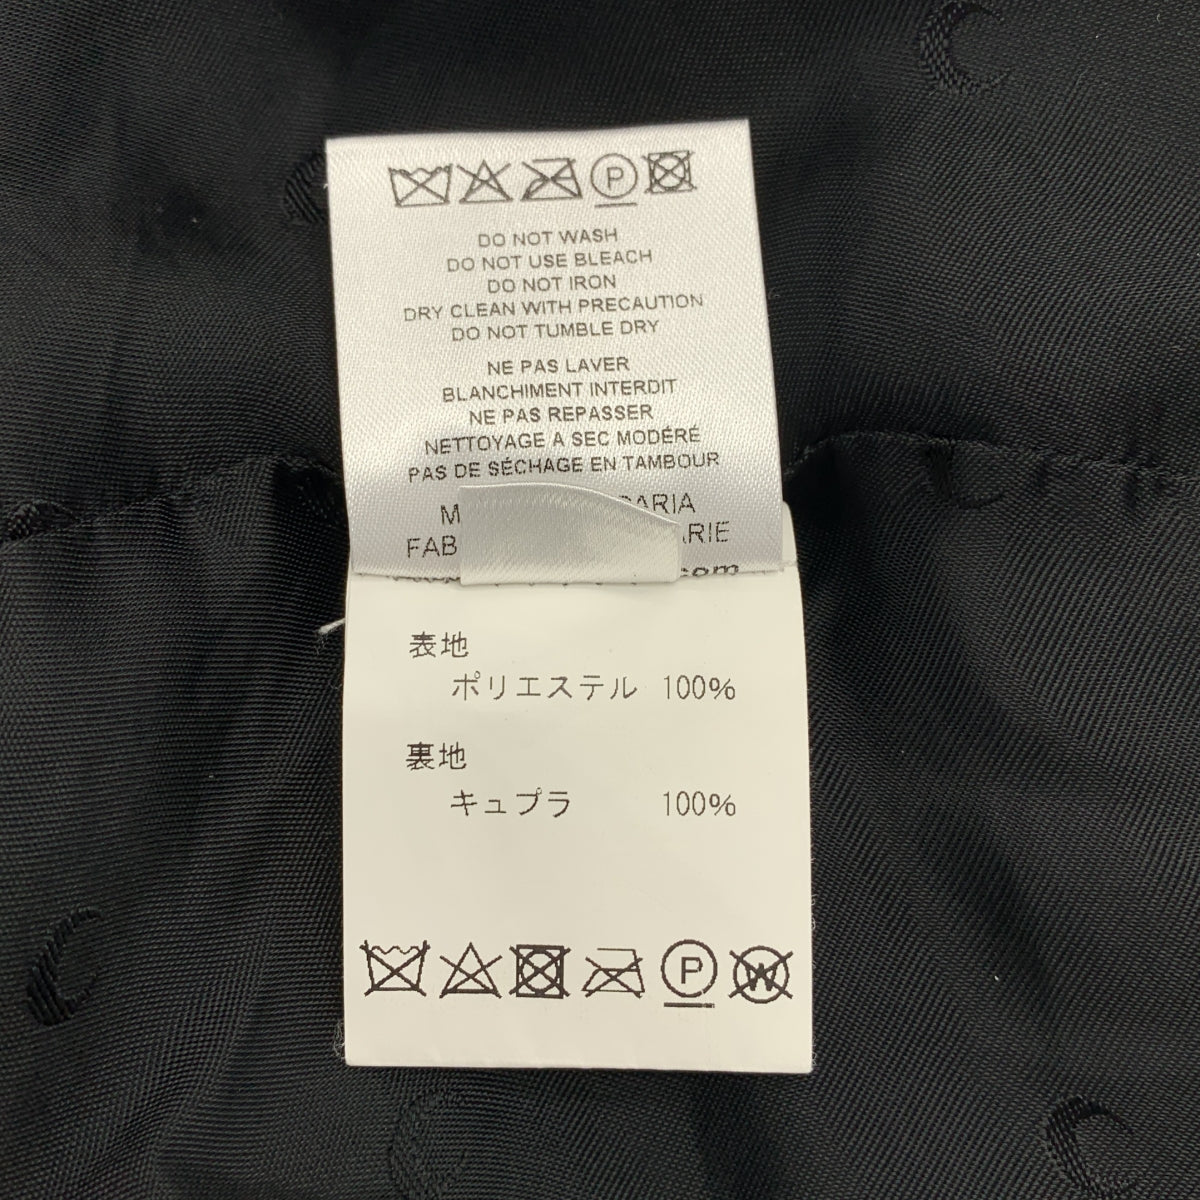 P
DO NOT WASH
DO NOT USE BLEACH
DO NOT IRON
DRY CLEAN WITH PRECAUTION
DO NOT TUMBLE DRY
NE PAS LAVER
BLANCHIMENT INTERDIT
NE PAS REPASSER
NETTOYAGE A SEC MODÉRÉ
PAS DE SÉCHAGE EN TAMBOUR
表地
ポリエステル 100%
裏地
キュプラ 100%
P W